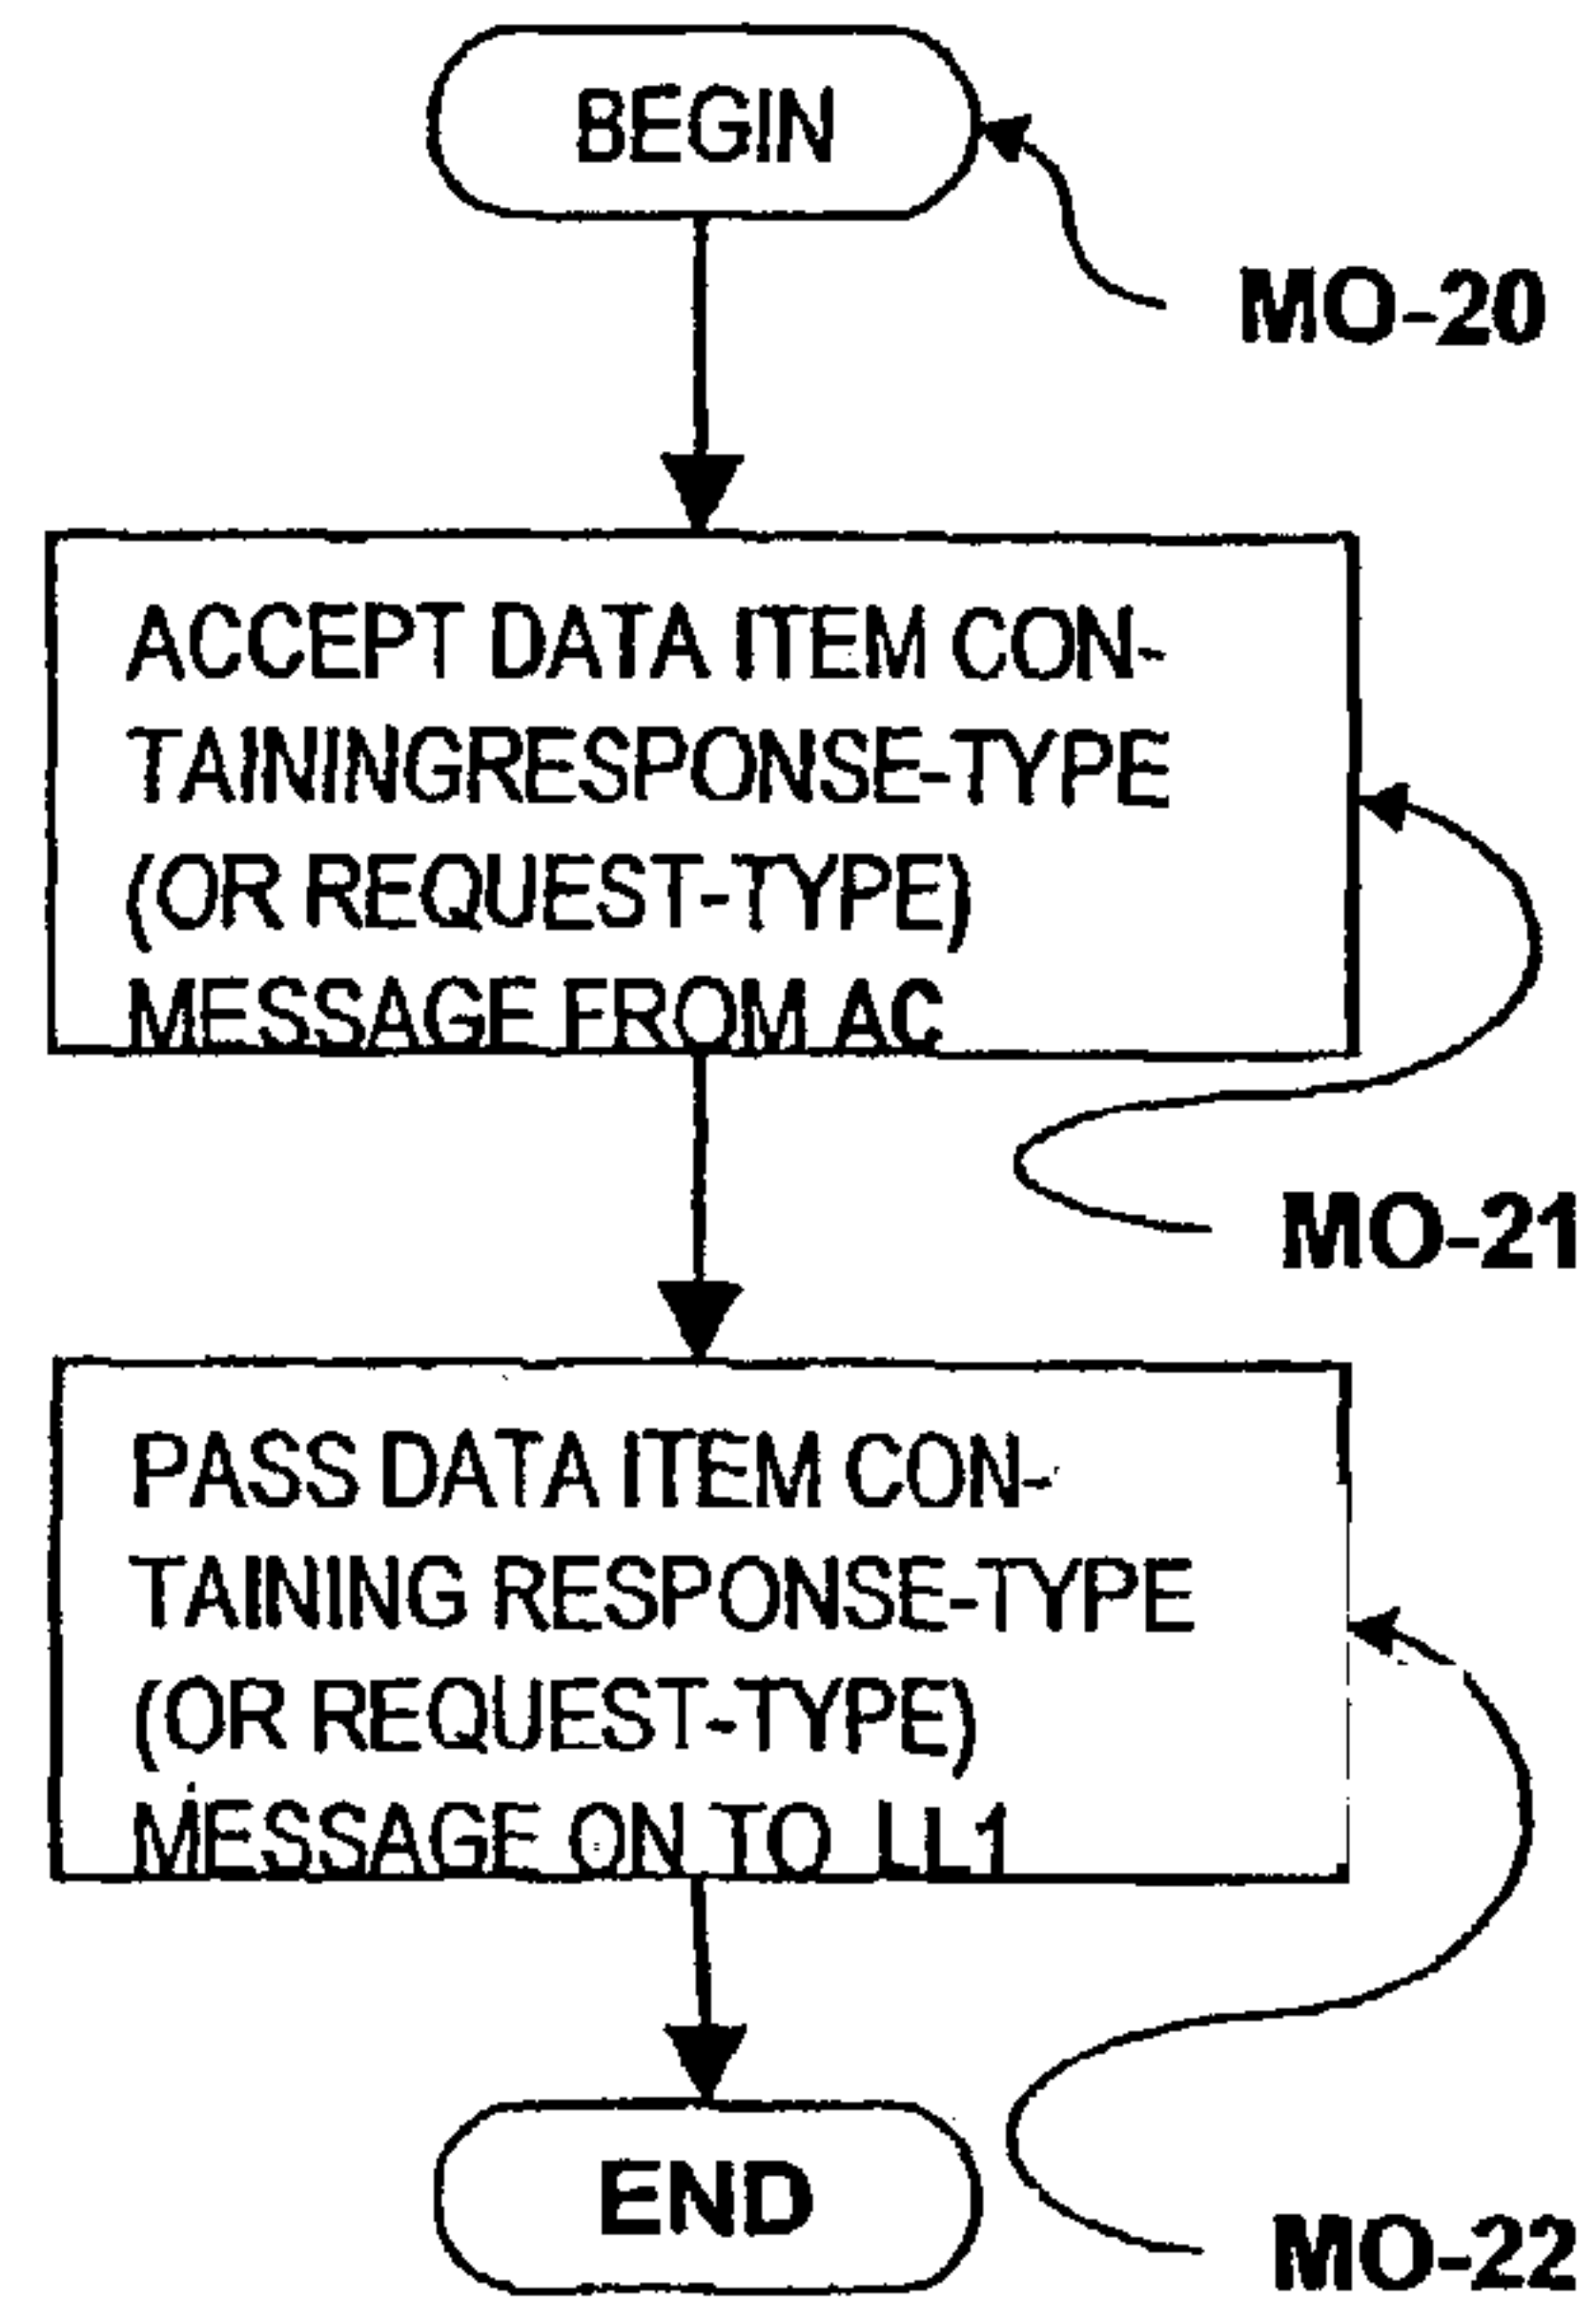 BEGIN
MO-20
ACCEPT DATA ITEM CON-
TAININGRESPONSE-TYPE
(OR REQUEST-TYPE)
MESSAGE FROM AC
MO-21
PASS DATA ITEM CON-
TAINING RESPONSE-TYPE
(OR REQUEST-TYPE)
MESSAGE ON TO LL1
END
MO-22